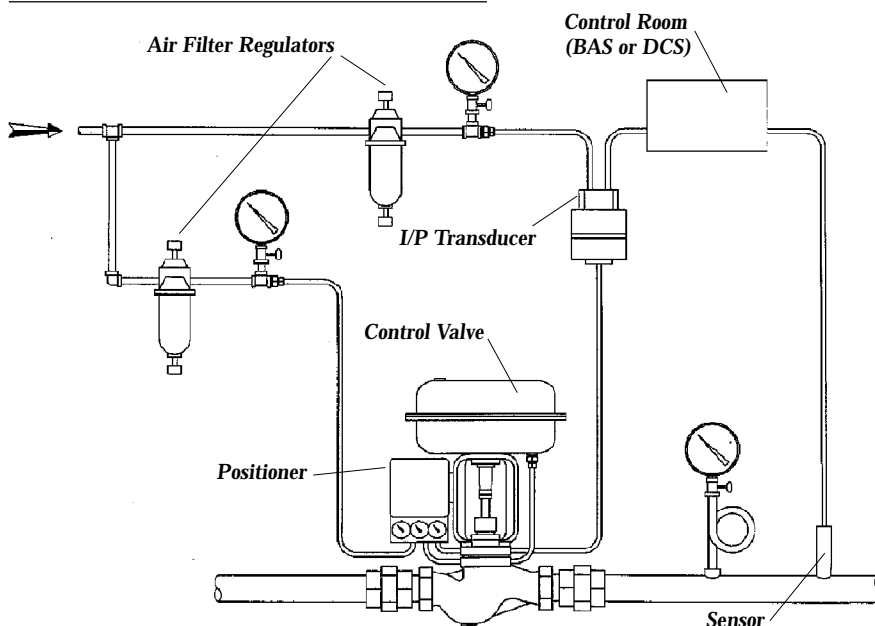 Control Room
(BAS or DCS)
Air Filter Regulators
I/P Transducer
Control Valve
Positioner
Sensor